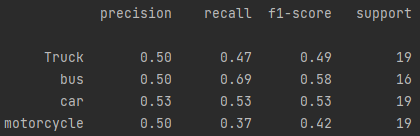 precision recall f1-score support
Truck 0.50 0.47 0.49 19
bus 0.50 0.69 0.58 16
car 0.53 0.53 0.53 19
motorcycle 0.50 0.37 0.42 19